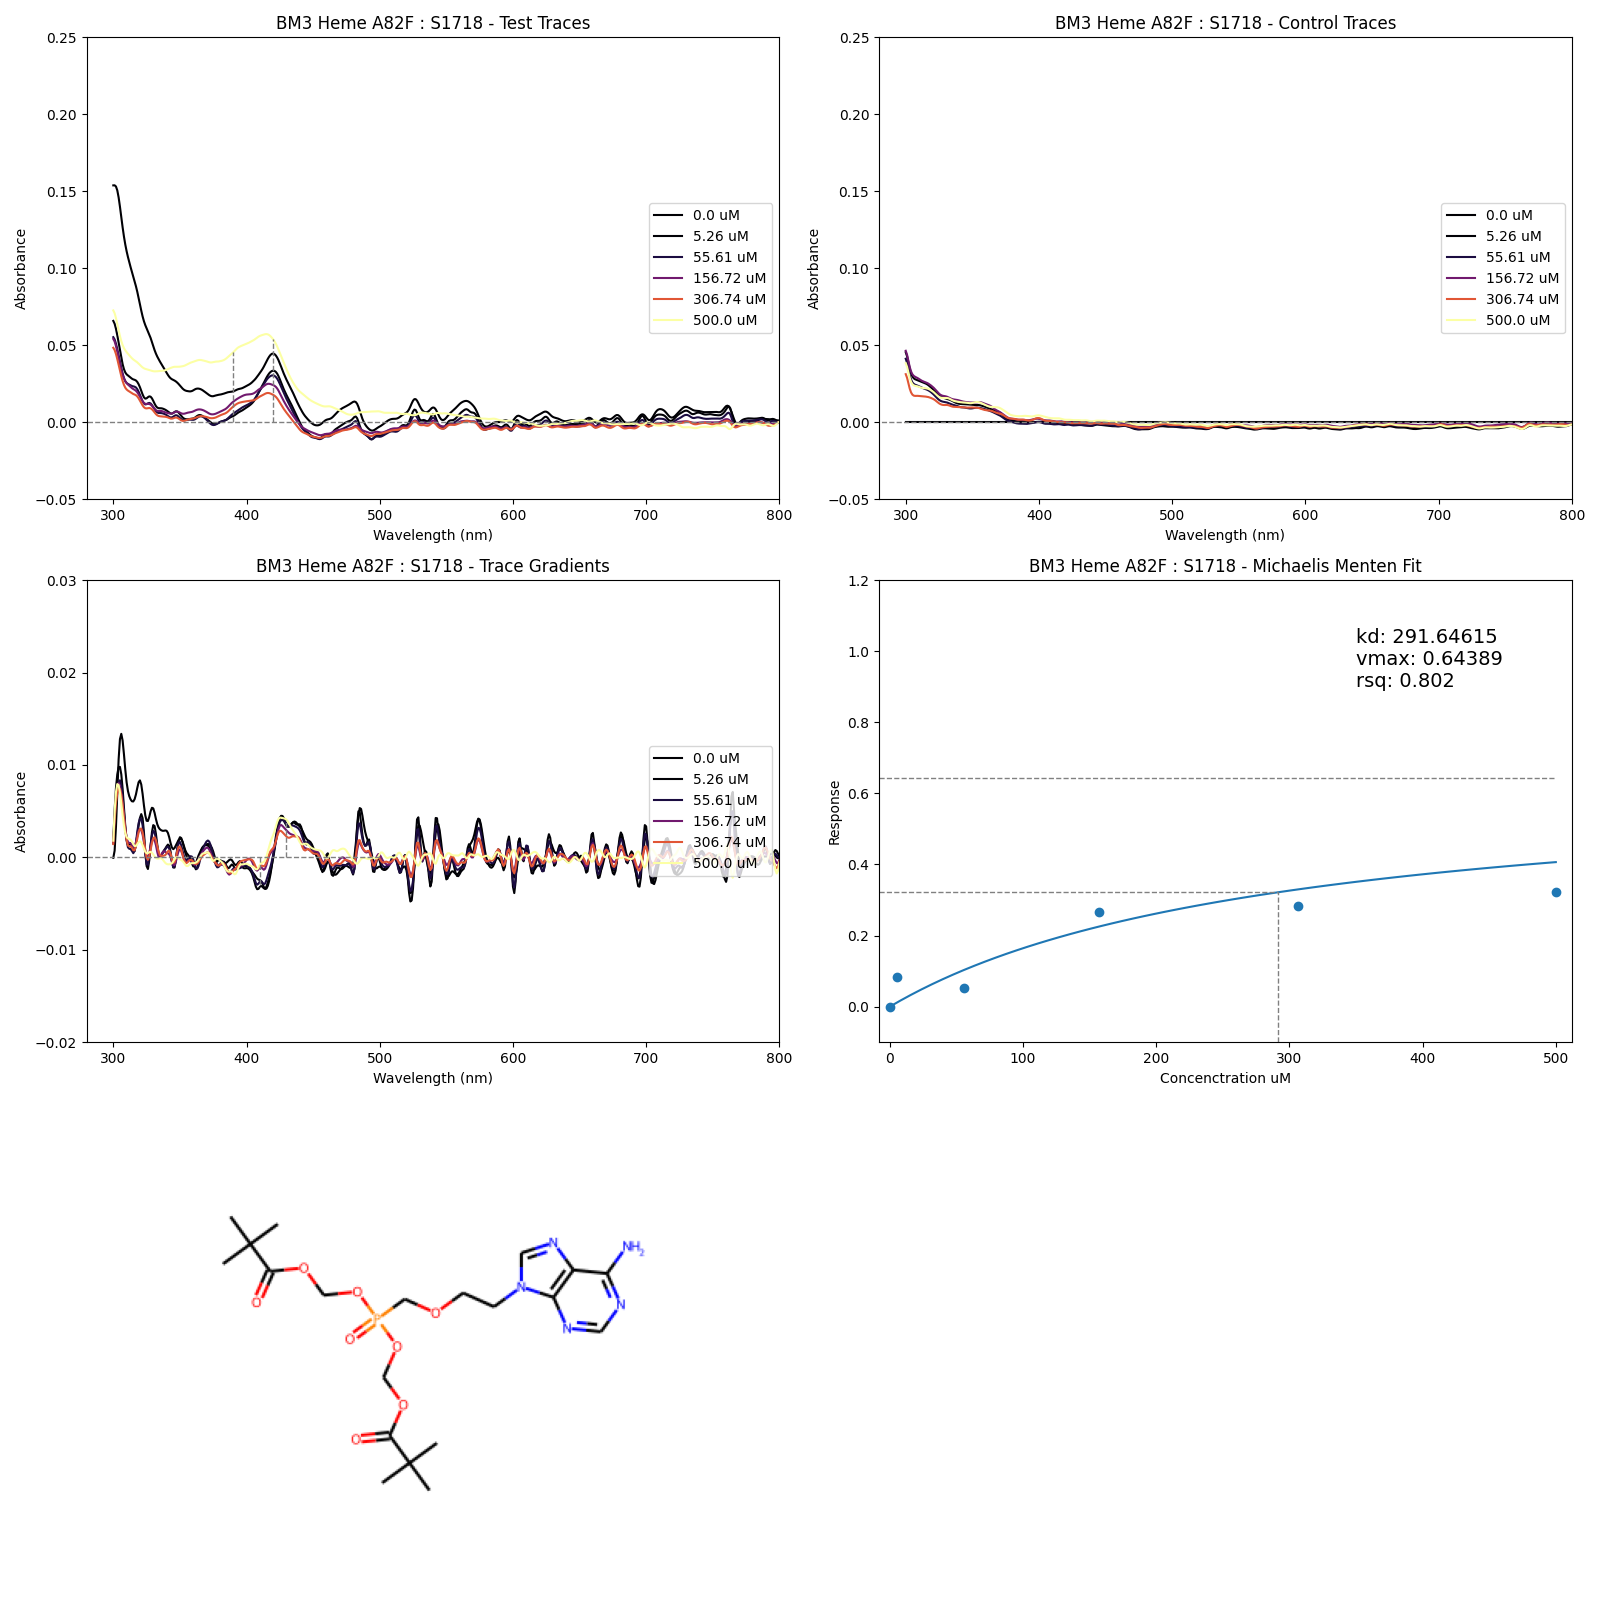 BM3 Heme A82F : S1718 - Test Traces
0.25
0.20
0.15
0.10
0.05
0.00
−0.05
Absorbance
300 400 500 600 700 800
Wavelength (nm)
0.0 uM
5.26 uM
55.61 uM
156.72 uM
306.74 uM
500.0 uM
BM3 Heme A82F : S1718 - Control Traces
0.25
0.20
0.15
0.10
0.05
0.00
−0.05
Absorbance
300 400 500 600 700 800
Wavelength (nm)
0.0 uM
5.26 uM
55.61 uM
156.72 uM
306.74 uM
500.0 uM
BM3 Heme A82F : S1718 - Trace Gradients
0.03
0.02
0.01
0.00
−0.01
−0.02
Absorbance
300 400 500 600 700 800
Wavelength (nm)
0.0 uM
5.26 uM
55.61 uM
156.72 uM
306.74 uM
500.0 uM
BM3 Heme A82F : S1718 - Michaelis Menten Fit
1.2
1.0
0.8
0.6
0.4
0.2
0.0
Response
kd: 291.64615
vmax: 0.64389
rsq: 0.802
0 100 200 300 400 500
Concenctration uM
N
NH2
O
O
N
N
O
O
P
O
N
O
O
O
O